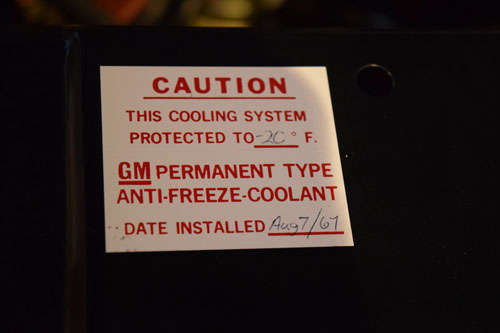 CAUTION
THIS COOLING SYSTEM
PROTECTED TO -20° F.
GM PERMANENT TYPE
ANTI-FREEZE-COOLANT
DATE INSTALLED Aug 7/67